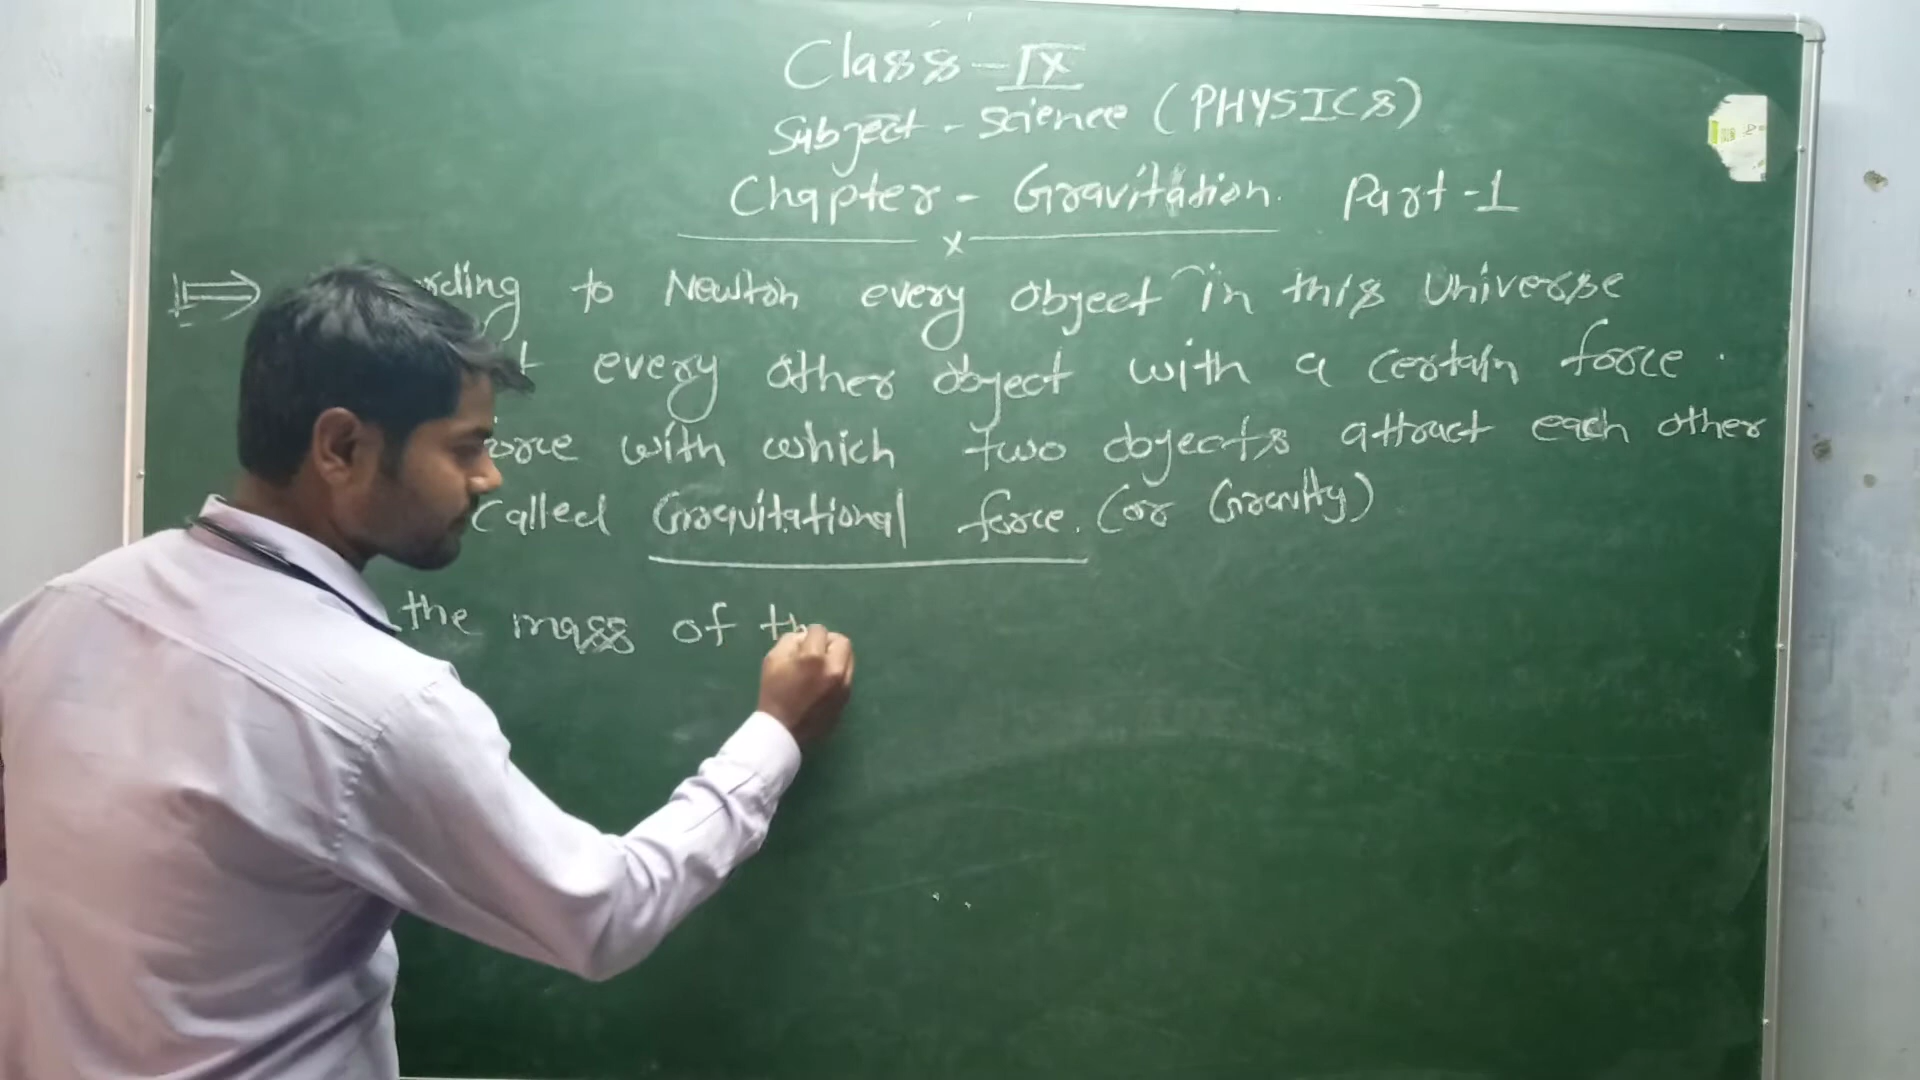 Class - IX
Subject - Science (PHYSICS)
Chapter - Gravitation. Part - 1
x
to Newton every object in this Universe
every other object with a certain force.
with which two objects attract each other
called Gravitational force. (or Gravity)
the mass of